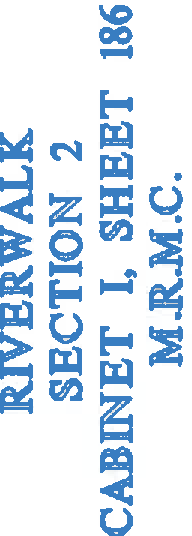 RIVERWALK
SECTION 2
CABINET I, SHEET 186
M.R.M.C.